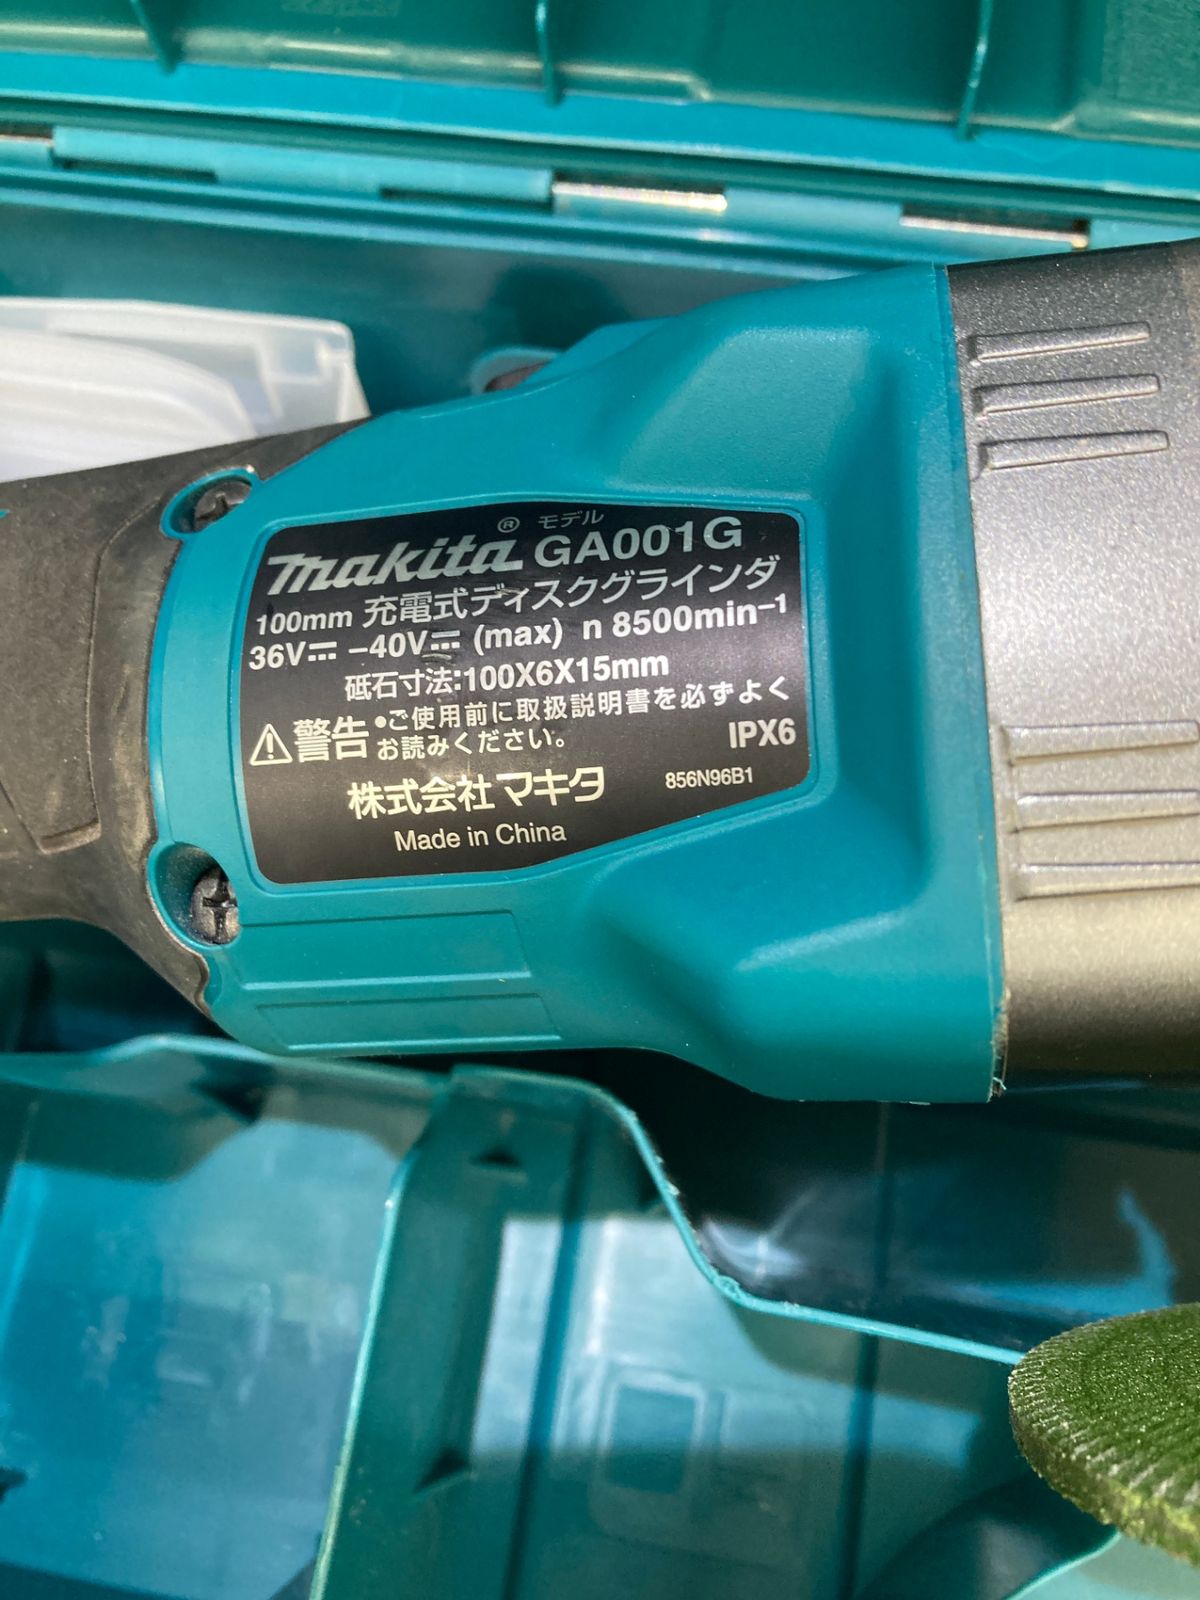 makita® モデル GA001G
100mm 充電式ディスクグラインダ
36V⎓ –40V⎓ (max) n 8500min⁻¹
砥石寸法:100X6X15mm
⚠警告 •ご使用前に取扱説明書を必ずよく
お読みください。
IPX6
株式会社マキタ 856N96B1
Made in China